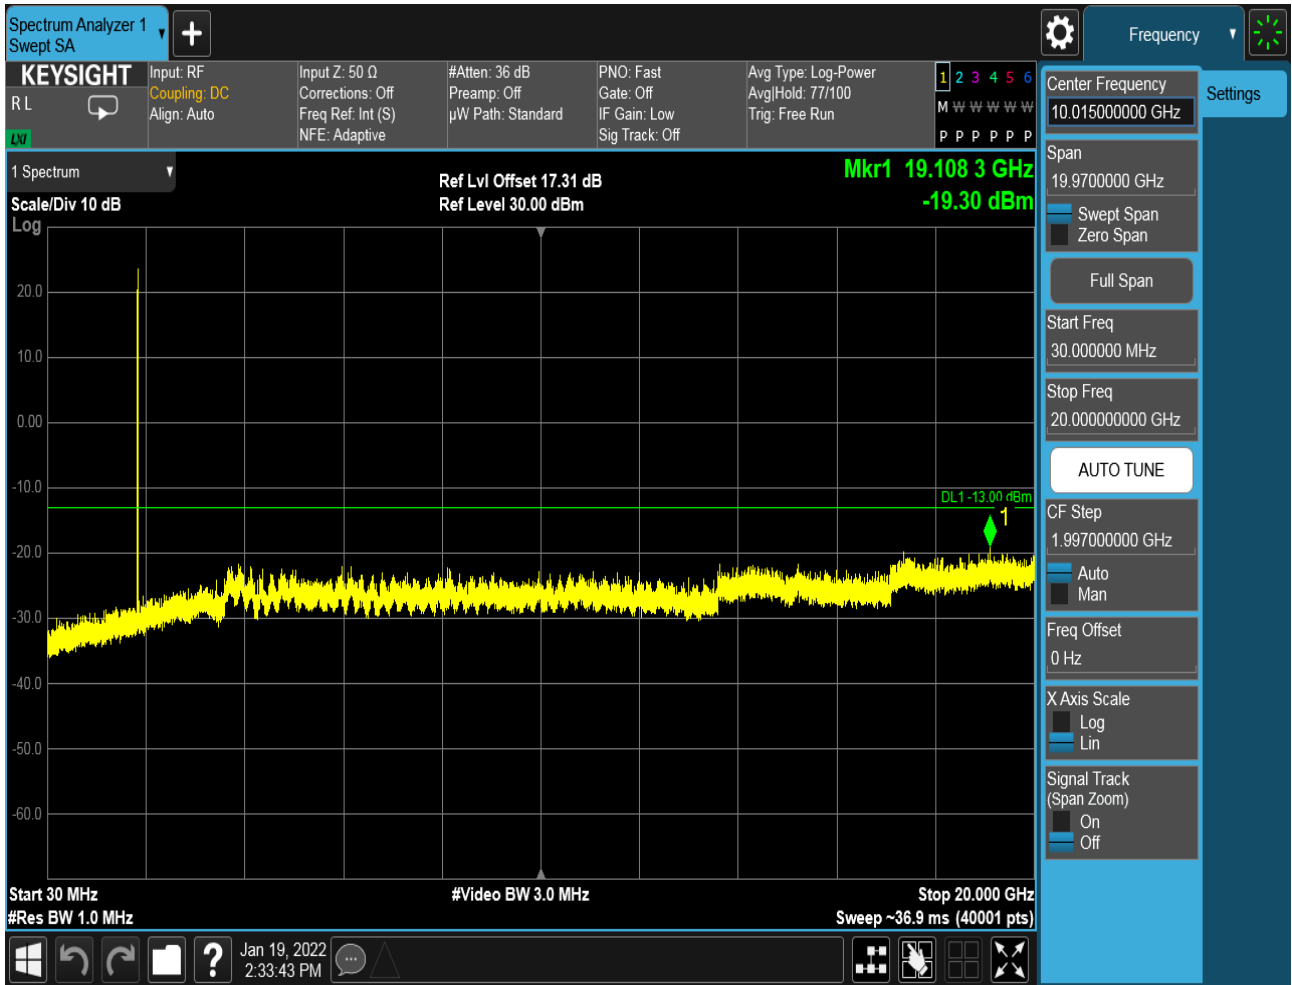 Spectrum Analyzer 1
Swept SA
Frequency
KEYSIGHT
R L
LXI
Input: RF
Coupling: DC
Align: Auto
Input Z: 50 Ω
Corrections: Off
Freq Ref: Int (S)
NFE: Adaptive
#Atten: 36 dB
Preamp: Off
µW Path: Standard
PNO: Fast
Gate: Off
IF Gain: Low
Sig Track: Off
Avg Type: Log-Power
Avg|Hold: 77/100
Trig: Free Run
1 2 3 4 5 6
M W W W W W
P P P P P P
1 Spectrum
Scale/Div 10 dB
Log
Ref Lvl Offset 17.31 dB
Ref Level 30.00 dBm
Mkr1 19.108 3 GHz
-19.30 dBm
20.0
10.0
0.00
-10.0
-20.0
-30.0
-40.0
-50.0
-60.0
DL1 -13.00 dBm
1
Start 30 MHz
#Res BW 1.0 MHz
#Video BW 3.0 MHz
Stop 20.000 GHz
Sweep ~36.9 ms (40001 pts)
Jan 19, 2022
2:33:43 PM
?
Center Frequency
10.015000000 GHz
Settings
Span
19.9700000 GHz
Swept Span
Zero Span
Full Span
Start Freq
30.000000 MHz
Stop Freq
20.000000000 GHz
AUTO TUNE
CF Step
1.997000000 GHz
Auto
Man
Freq Offset
0 Hz
X Axis Scale
Log
Lin
Signal Track
(Span Zoom)
On
Off